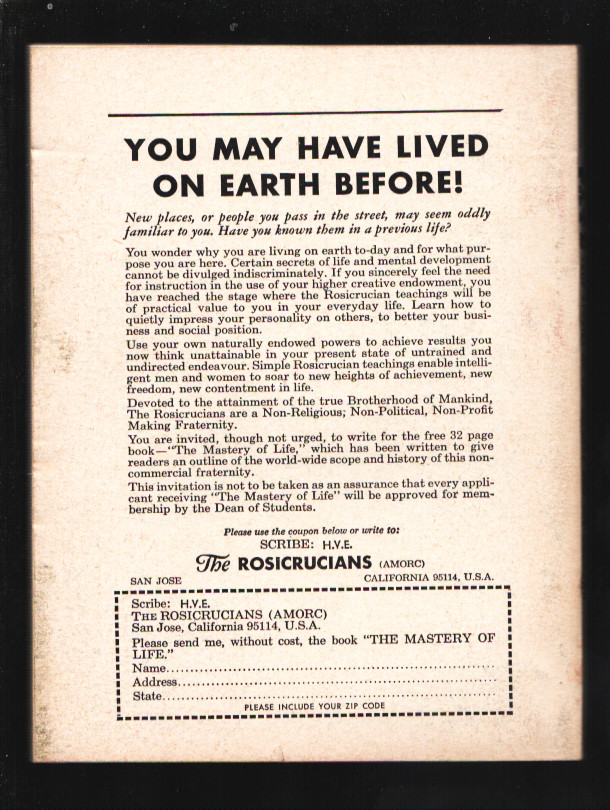 YOU MAY HAVE LIVED
ON EARTH BEFORE!
New places, or people you pass in the street, may seem oddly
familiar to you. Have you known them in a previous life?
You wonder why you are living on earth to-day and for what pur-
pose you are here. Certain secrets of life and mental development
cannot be divulged indiscriminately. If you sincerely feel the need
for instruction in the use of your higher creative endowment, you
have reached the stage where the Rosicrucian teachings will be
of practical value to you in your everyday life. Learn how to
quietly impress your personality on others, to better your busi-
ness and social position.
Use your own naturally endowed powers to achieve results you
now think unattainable in your present state of untrained and
undirected endeavour. Simple Rosicrucian teachings enable intelli-
gent men and women to soar to new heights of achievement, new
freedom, new contentment in life.
Devoted to the attainment of the true Brotherhood of Mankind,
The Rosicrucians are a Non-Religious; Non-Political, Non-Profit
Making Fraternity.
You are invited, though not urged, to write for the free 32 page
book—"The Mastery of Life," which has been written to give
readers an outline of the world-wide scope and history of this non-
commercial fraternity.
This invitation is not to be taken as an assurance that every appli-
cant receiving "The Mastery of Life" will be approved for mem-
bership by the Dean of Students.
Please use the coupon below or write to:
SCRIBE: H.V.E.
The ROSICRUCIANS (AMORC)
SAN JOSE CALIFORNIA 95114, U.S.A.
Scribe: H.V.E.
THE ROSICRUCIANS (AMORC)
San Jose, California 95114, U.S.A.
Please send me, without cost, the book "THE MASTERY OF
LIFE."
Name
Address
State
PLEASE INCLUDE YOUR ZIP CODE